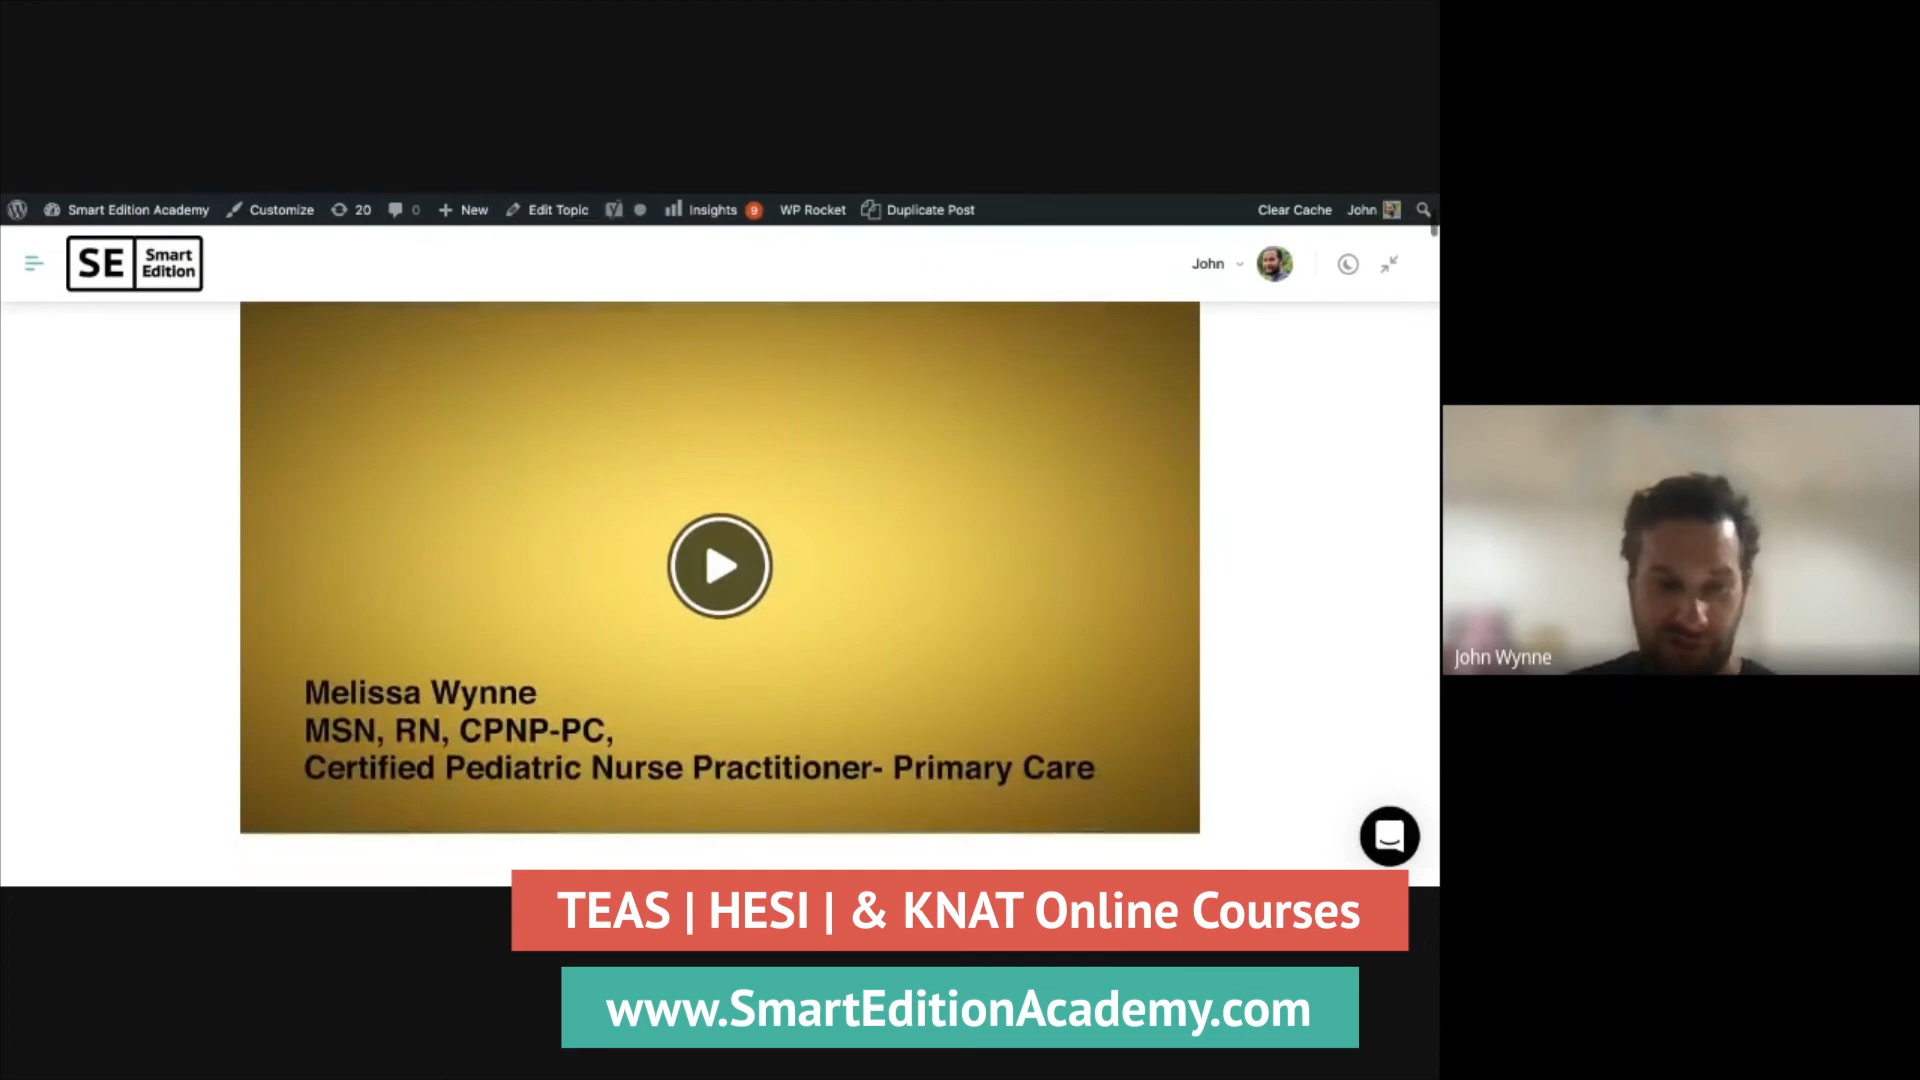 Smart Edition Academy Customize 20 0 New Edit Topic Insights 9 WP Rocket Duplicate Post Clear Cache John
SE Smart Edition
John
Melissa Wynne
MSN, RN, CPNP-PC,
Certified Pediatric Nurse Practitioner- Primary Care
John Wynne
TEAS | HESI | & KNAT Online Courses
www.SmartEditionAcademy.com